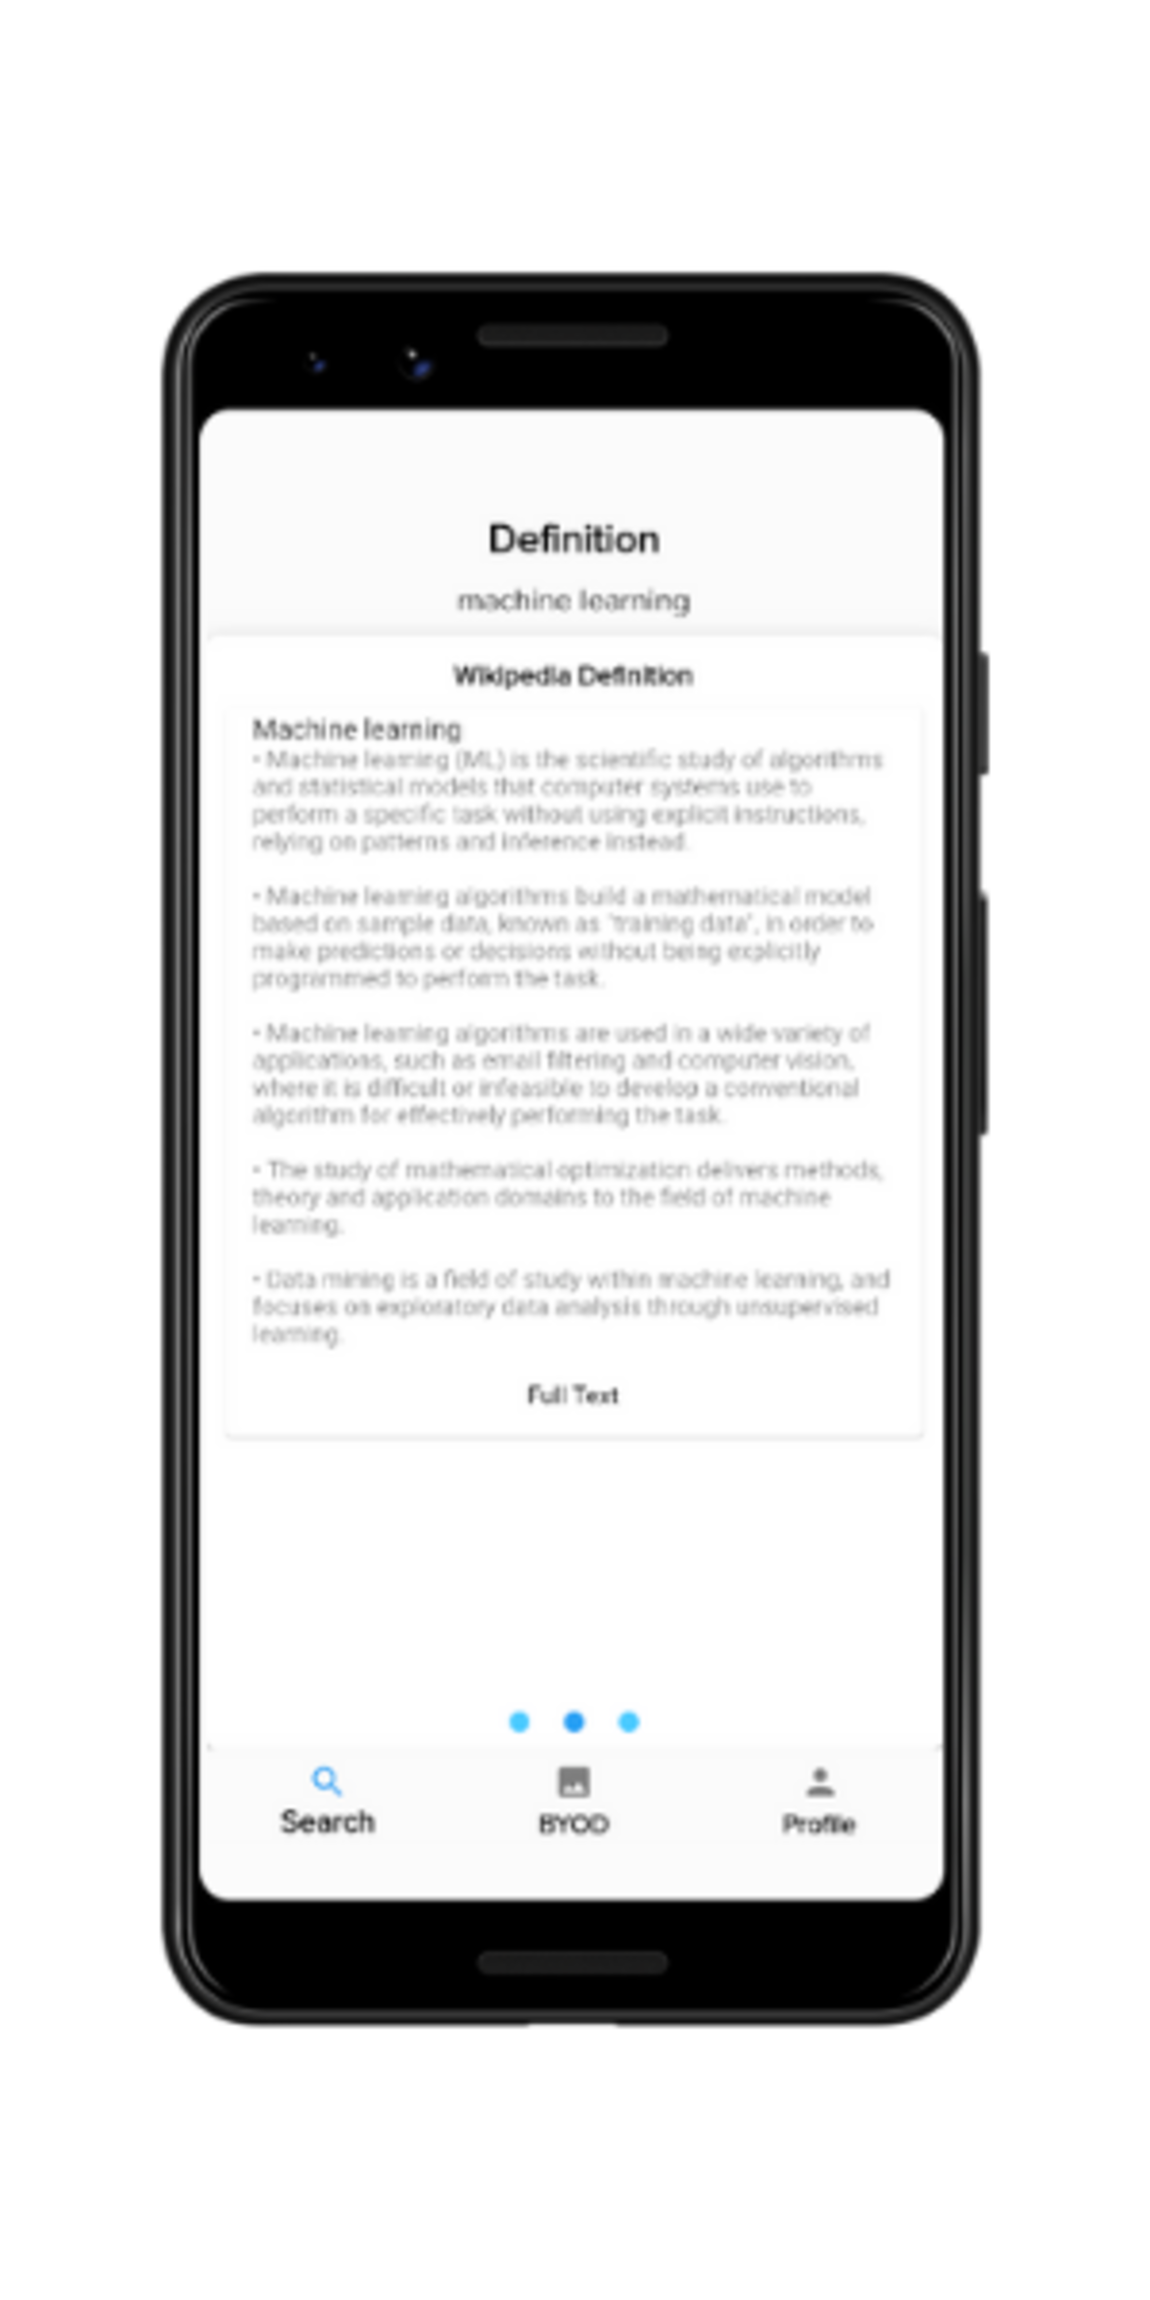 Definition
machine learning
Wikipedia Definition
Machine learning
• Machine learning (ML) is the scientific study of algorithms
and statistical models that computer systems use to
perform a specific task without using explicit instructions,
relying on patterns and inference instead.
• Machine learning algorithms build a mathematical model
based on sample data, known as "training data", in order to
make predictions or decisions without being explicitly
programmed to perform the task.
• Machine learning algorithms are used in a wide variety of
applications, such as email filtering and computer vision,
where it is difficult or infeasible to develop a conventional
algorithm for effectively performing the task.
• The study of mathematical optimization delivers methods,
theory and application domains to the field of machine
learning.
• Data mining is a field of study within machine learning, and
focuses on exploratory data analysis through unsupervised
learning.
Full Text
Search BYOD Profile